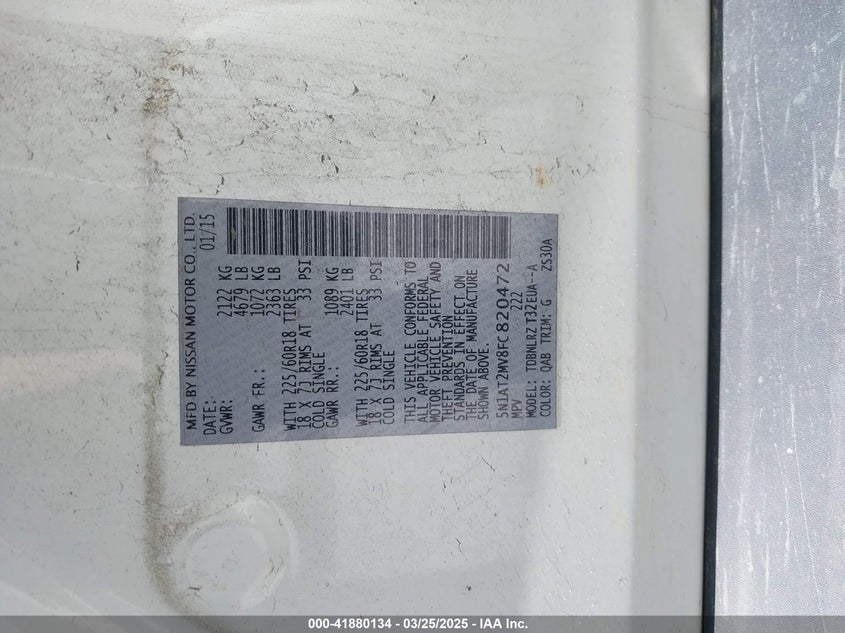 MFD BY NISSAN MOTOR CO., LTD.
DATE: 01/15
GVWR: 2122 KG
4679 LB
GAWR FR.: 1072 KG
2363 LB
WITH 225/60R18 TIRES
18 X 7J RIMS AT 33 PSI
COLD SINGLE
GAWR RR.: 1089 KG
2401 LB
WITH 225/60R18 TIRES
18 X 7J RIMS AT 33 PSI
COLD SINGLE
THIS VEHICLE CONFORMS TO
ALL APPLICABLE FEDERAL
MOTOR VEHICLE SAFETY AND
THEFT PREVENTION
STANDARDS IN EFFECT ON
THE DATE OF MANUFACTURE
SHOWN ABOVE.
5N1AT2MV8FC820472
MPV 222
MODEL: TDBNLRZ T32EUA--A
COLOR: QAB TRIM: G ZS30A
000-41880134 - 03/25/2025 - IAA Inc.